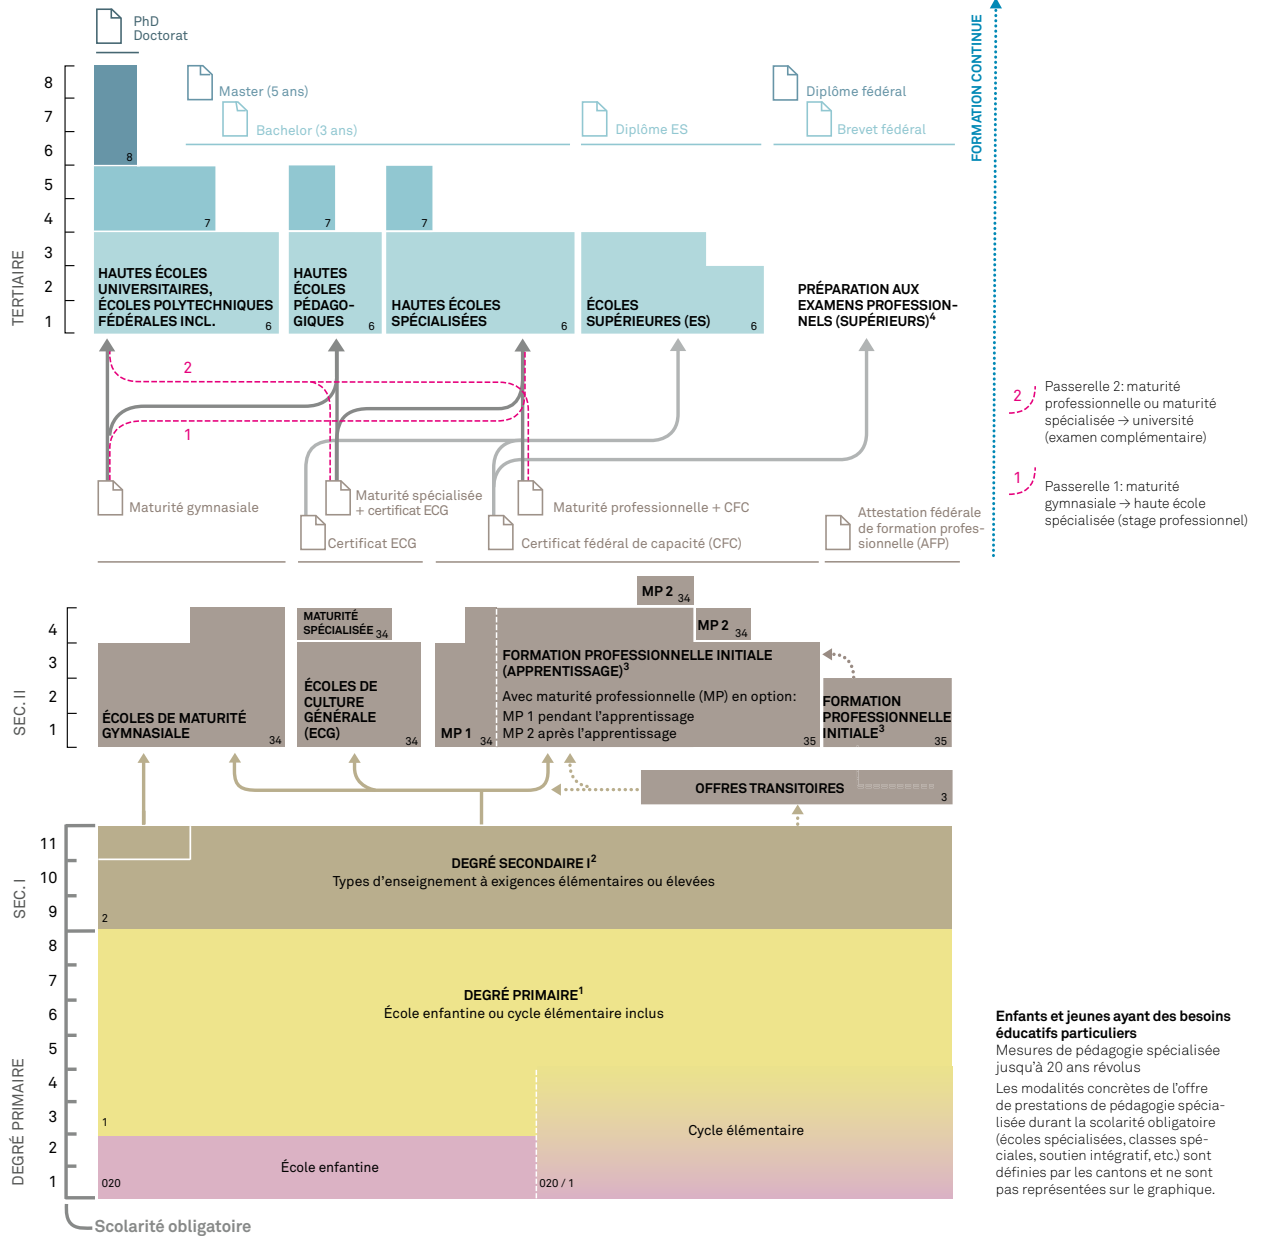 PhD
Doctorat
FORMATION CONTINUE
8
7
6
5
4
3
2
1
TERTIAIRE
Master (5 ans)
Bachelor (3 ans)
Diplôme ES
Diplôme fédéral
Brevet fédéral
8
7
7
7
HAUTES ÉCOLES
UNIVERSITAIRES,
ÉCOLES POLYTECHNIQUES
FÉDÉRALES INCL.
6
HAUTES
ÉCOLES
PÉDAGO-
GIQUES
6
HAUTES ÉCOLES
SPÉCIALISÉES
6
ÉCOLES
SUPÉRIEURES (ES)
6
PRÉPARATION AUX
EXAMENS PROFESSION-
NELS (SUPÉRIEURS)4
2
1
2
Passerelle 2: maturité
professionnelle ou maturité
spécialisée → université
(examen complémentaire)
1
Passerelle 1: maturité
gymnasiale → haute école
spécialisée (stage professionnel)
Maturité gymnasiale
Maturité spécialisée
+ certificat ECG
Maturité professionnelle + CFC
Certificat ECG
Certificat fédéral de capacité (CFC)
Attestation fédérale
de formation profes-
sionnelle (AFP)
4
3
2
1
SEC. II
ÉCOLES DE MATURITÉ
GYMNASIALE
34
MATURITÉ
SPÉCIALISÉE 34
ÉCOLES DE
CULTURE
GÉNÉRALE
(ECG)
34
MP 1 34
MP 2 34
MP 2 34
FORMATION PROFESSIONNELLE INITIALE
(APPRENTISSAGE)3
Avec maturité professionnelle (MP) en option:
MP 1 pendant l'apprentissage
MP 2 après l'apprentissage
35
FORMATION
PROFESSIONNELLE
INITIALE3
35
OFFRES TRANSITOIRES
3
11
10
9
SEC. I
DEGRÉ SECONDAIRE I2
Types d'enseignement à exigences élémentaires ou élevées
2
8
7
6
5
4
3
2
1
DEGRÉ PRIMAIRE
DEGRÉ PRIMAIRE1
École enfantine ou cycle élémentaire inclus
1
École enfantine
020
Cycle élémentaire
020 / 1
Scolarité obligatoire
Enfants et jeunes ayant des besoins
éducatifs particuliers
Mesures de pédagogie spécialisée
jusqu'à 20 ans révolus
Les modalités concrètes de l'offre
de prestations de pédagogie spécia-
lisée durant la scolarité obligatoire
(écoles spécialisées, classes spé-
ciales, soutien intégratif, etc.) sont
définies par les cantons et ne sont
pas représentées sur le graphique.